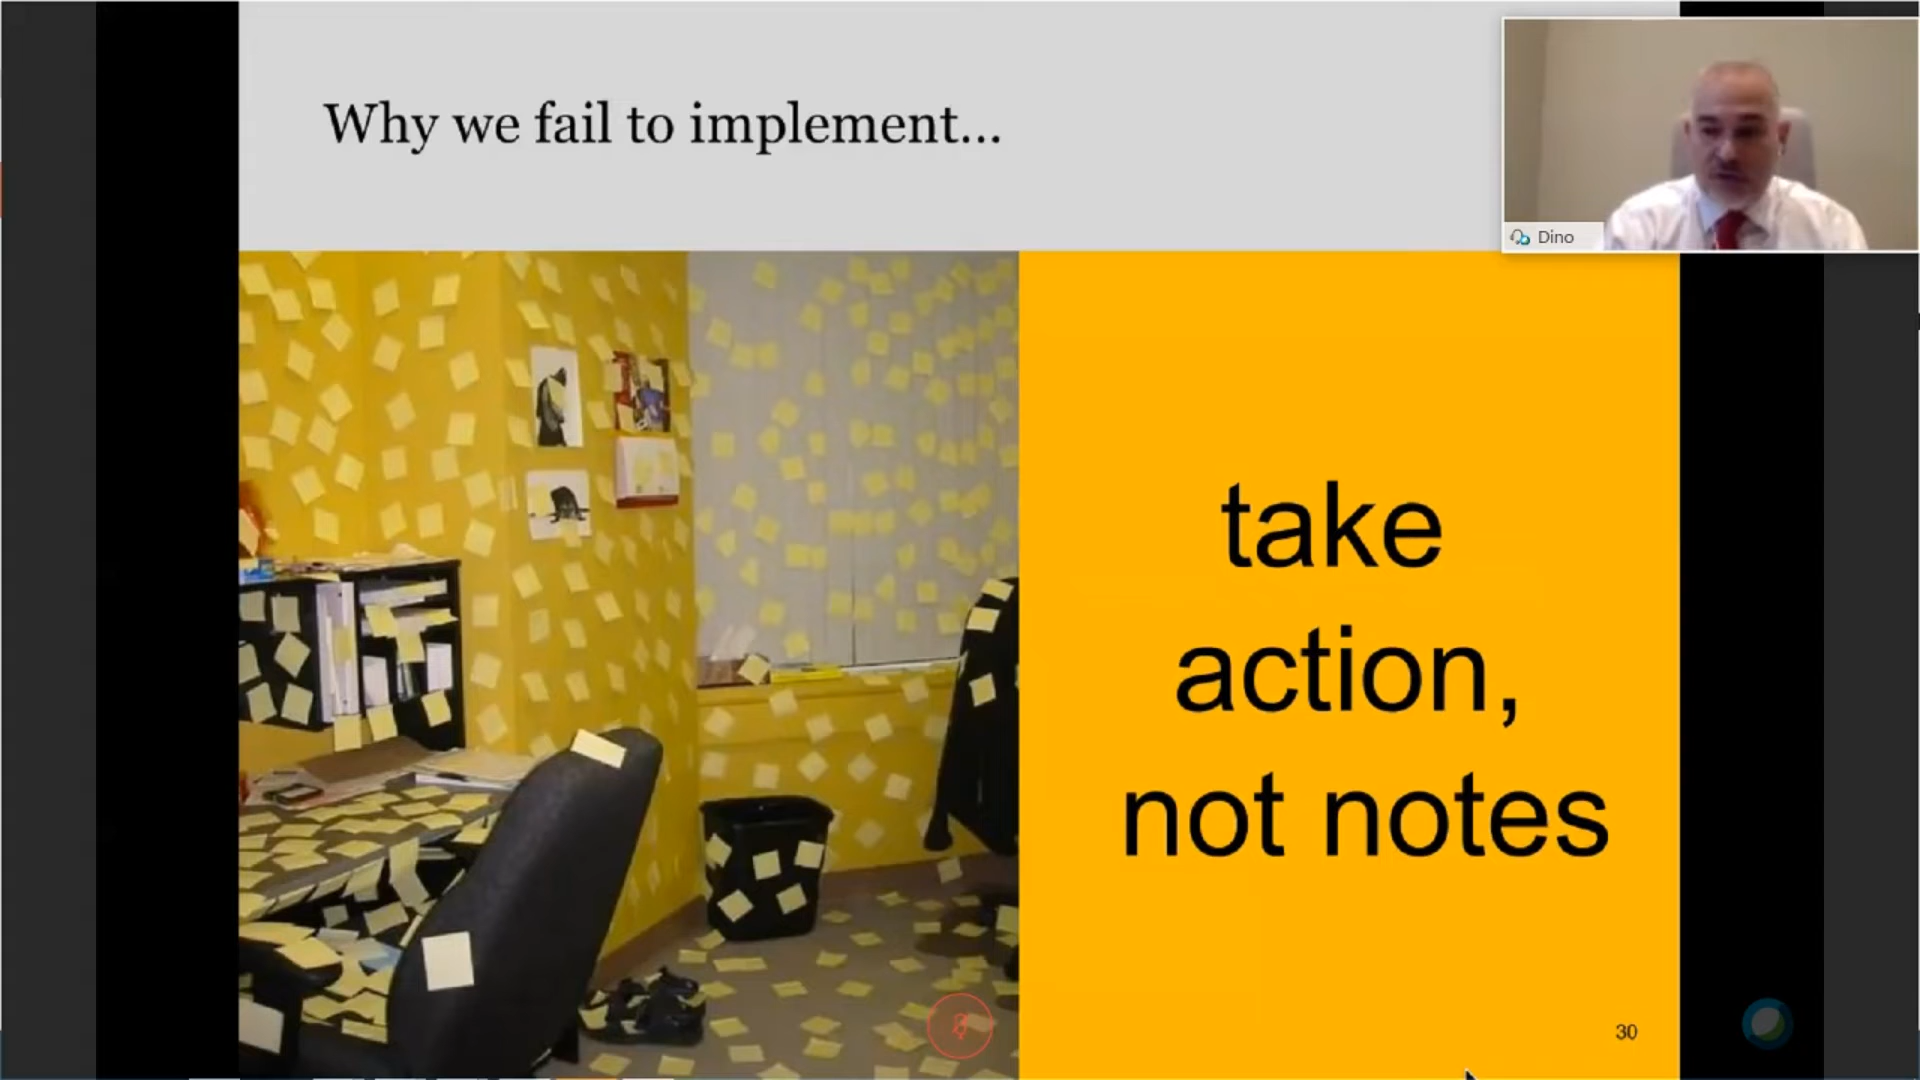 Why we fail to implement...
Dino
take
action,
not notes
30